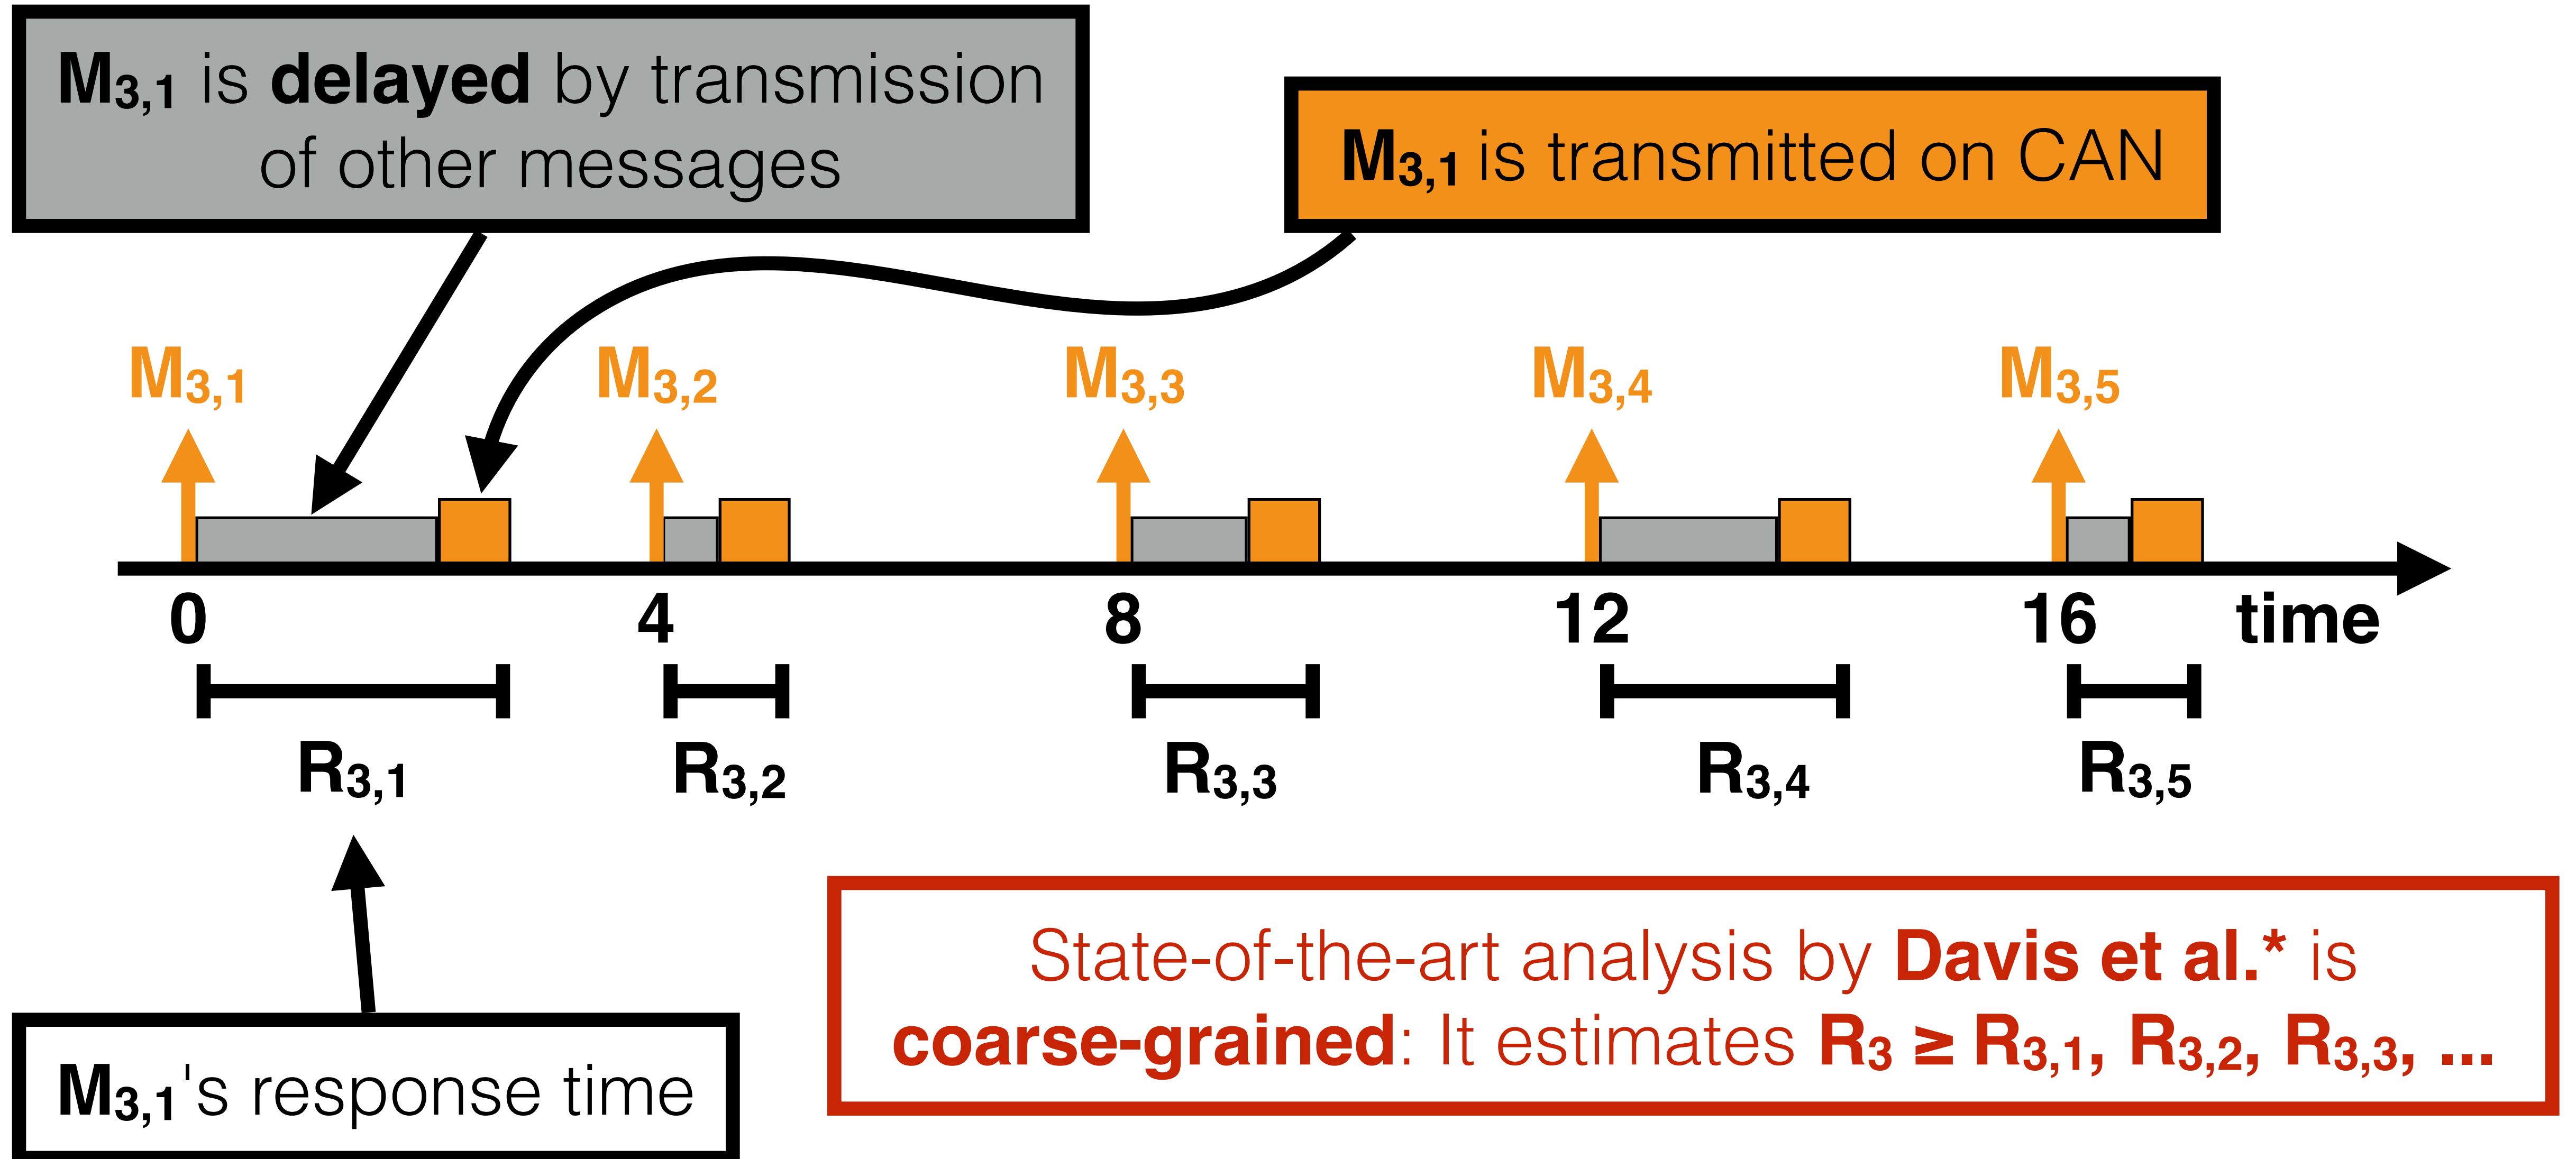 M3,1 is delayed by transmission
of other messages
M3,1 is transmitted on CAN
M3,1 M3,2 M3,3 M3,4 M3,5
0 4 8 12 16 time
R3,1 R3,2 R3,3 R3,4 R3,5
State-of-the-art analysis by Davis et al.* is
coarse-grained: It estimates R3 ≥ R3,1, R3,2, R3,3, ...
M3,1's response time